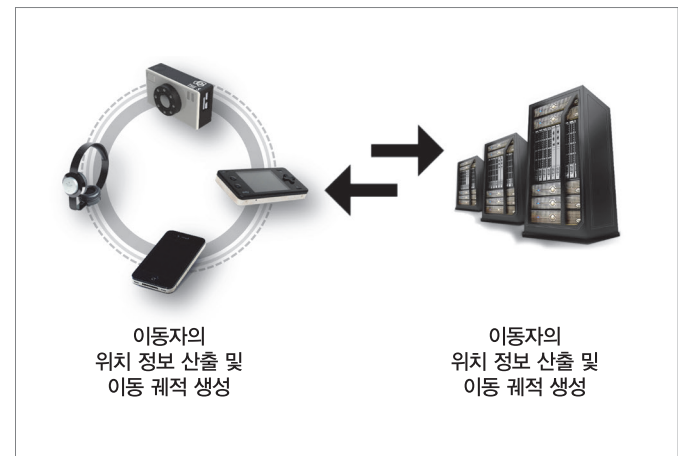 이동자의
위치 정보 산출 및
이동 궤적 생성
이동자의
위치 정보 산출 및
이동 궤적 생성